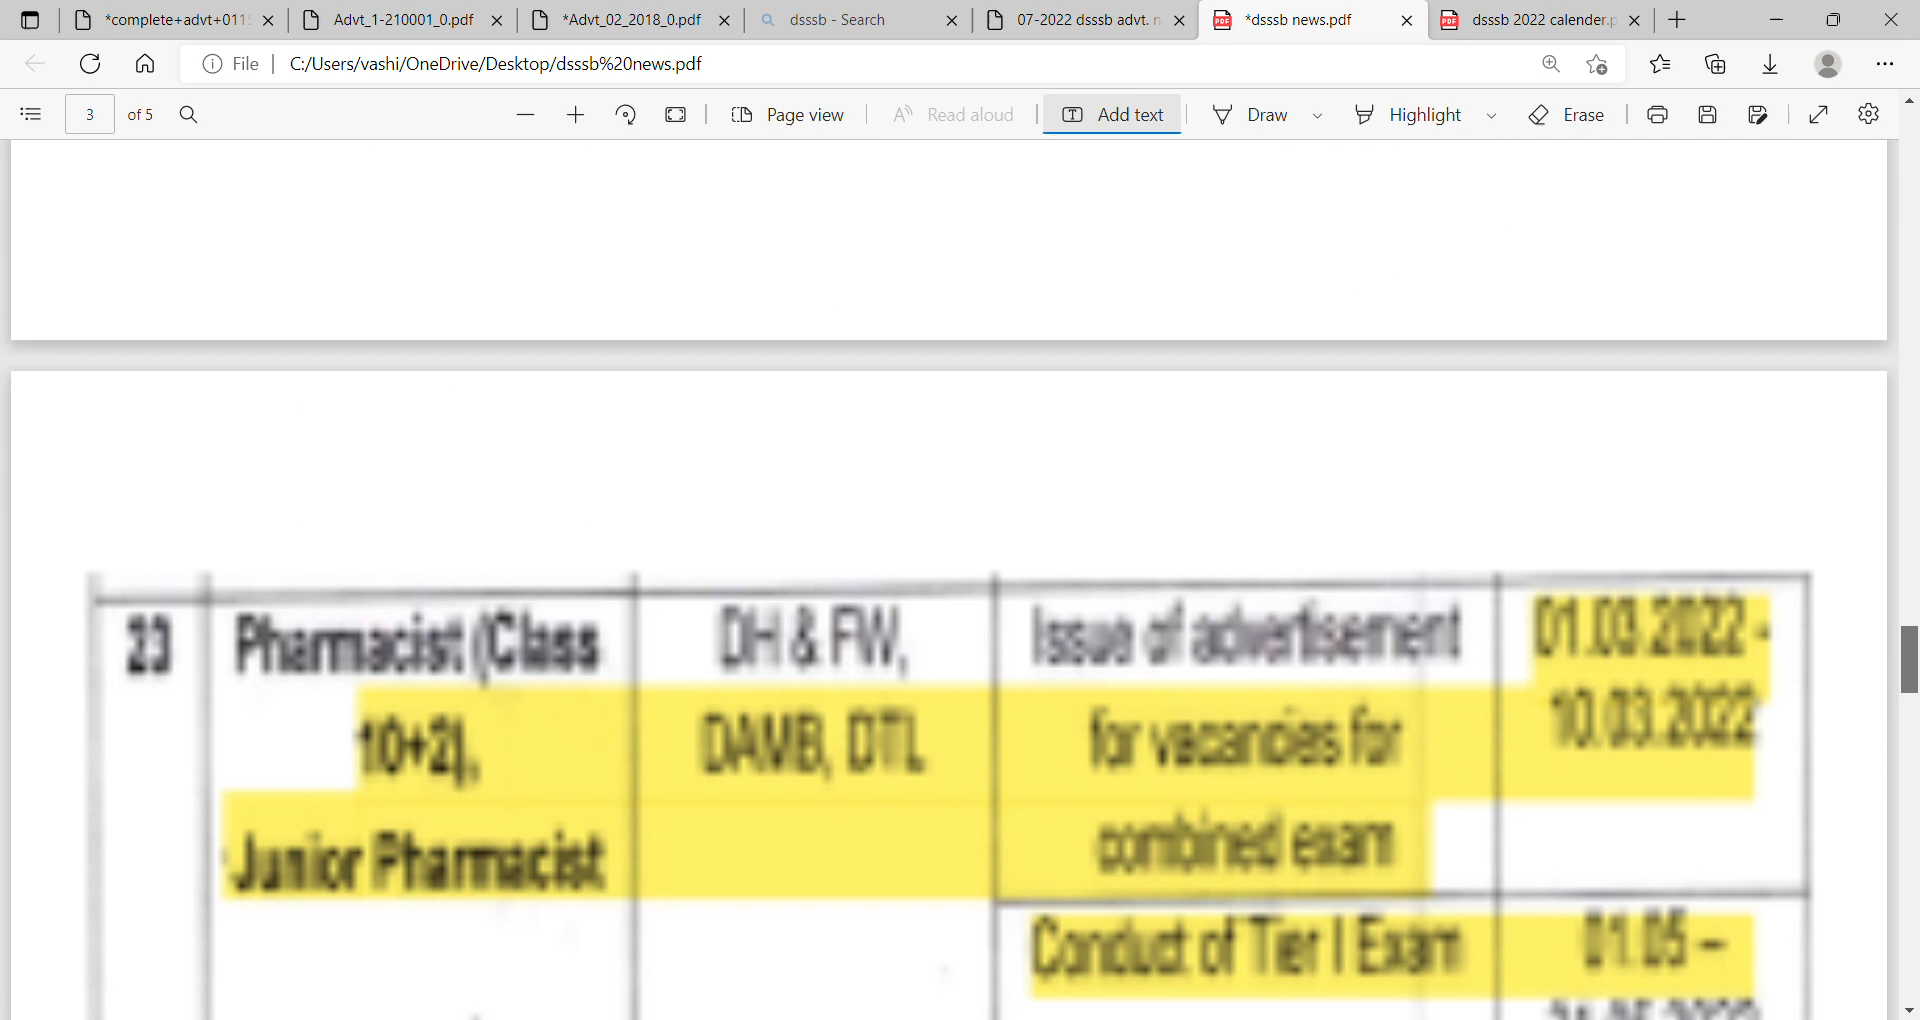 *complete+advt+011
Advt_1-210001_0.pdf
*Advt_02_2018_0.pdf
dsssb - Search
07-2022 dsssb advt. n
*dsssb news.pdf
dsssb 2022 calender.p
File
C:/Users/vashi/OneDrive/Desktop/dsssb%20news.pdf
3 of 5
Page view
Read aloud
Add text
Draw
Highlight
Erase
23 Pharmacist (Class DH & FW, Issue of advertisement 01.03.2022 -
10+2), DAMB, DTL for vacancies for 10.03.2022
Junior Pharmacist combined exam
Conduct of Tier I Exam 01.05 –